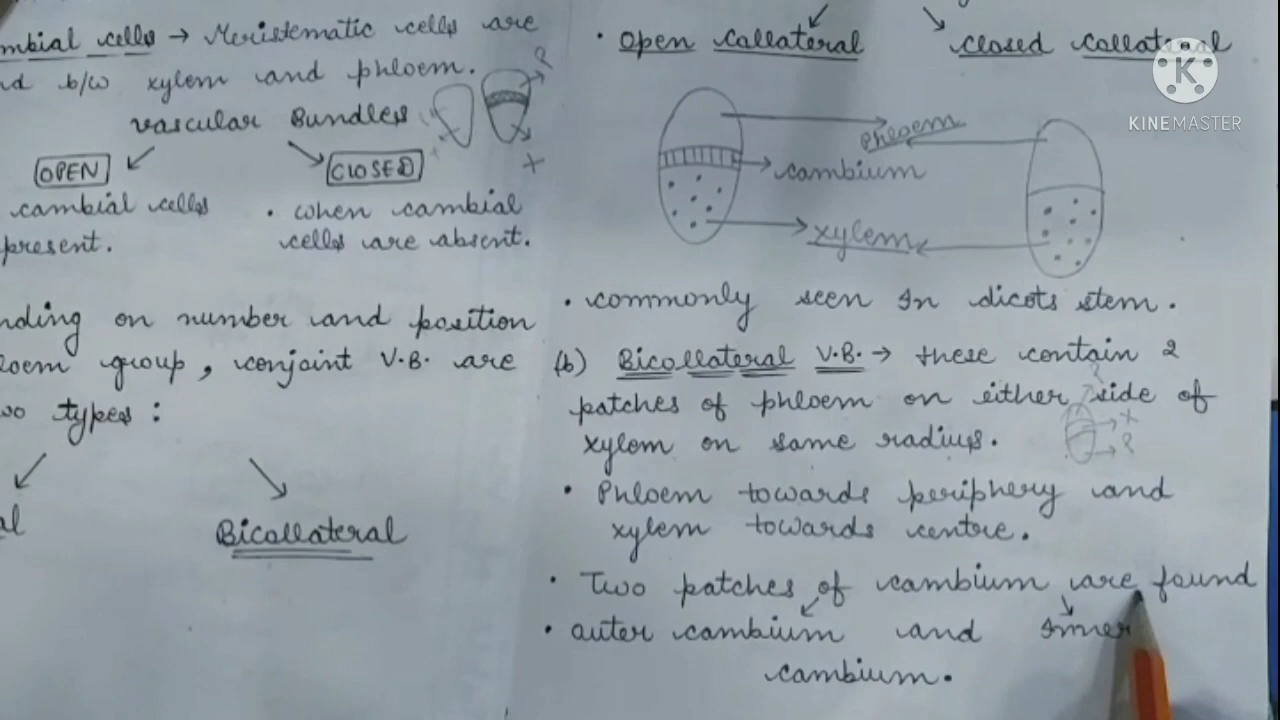 mbial cells → Meristematic cells are
nd b/w xylem and phloem.
P
vascular Bundles
x
OPEN
CLOSED
cambial cells
present.
• when cambial
cells are absent.
nding on number and position
loem group, conjoint V.B. are
wo types:
al
Bicollateral
• Open Collateral
closed collateral
KINEMASTER
phloem
cambium
xylem
• commonly seen In dicots stem.
(b) Bicollateral V.B. → these contain 2
patches of phloem on either side of
xylem on same radius.
P
x
P
• Phloem towards periphery and
xylem towards centre.
• Two patches of cambium are found
• outer cambium and Inner
cambium.